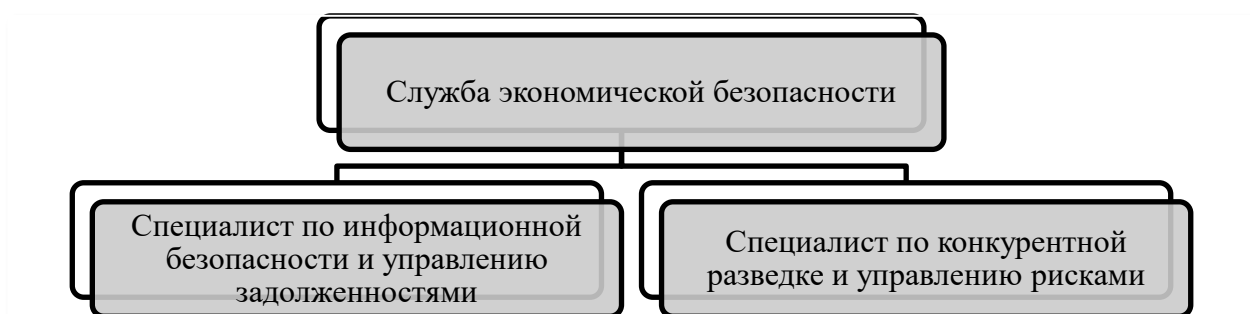 Служба экономической безопасности
Специалист по информационной
безопасности и управлению
задолженностями
Специалист по конкурентной
разведке и управлению рисками